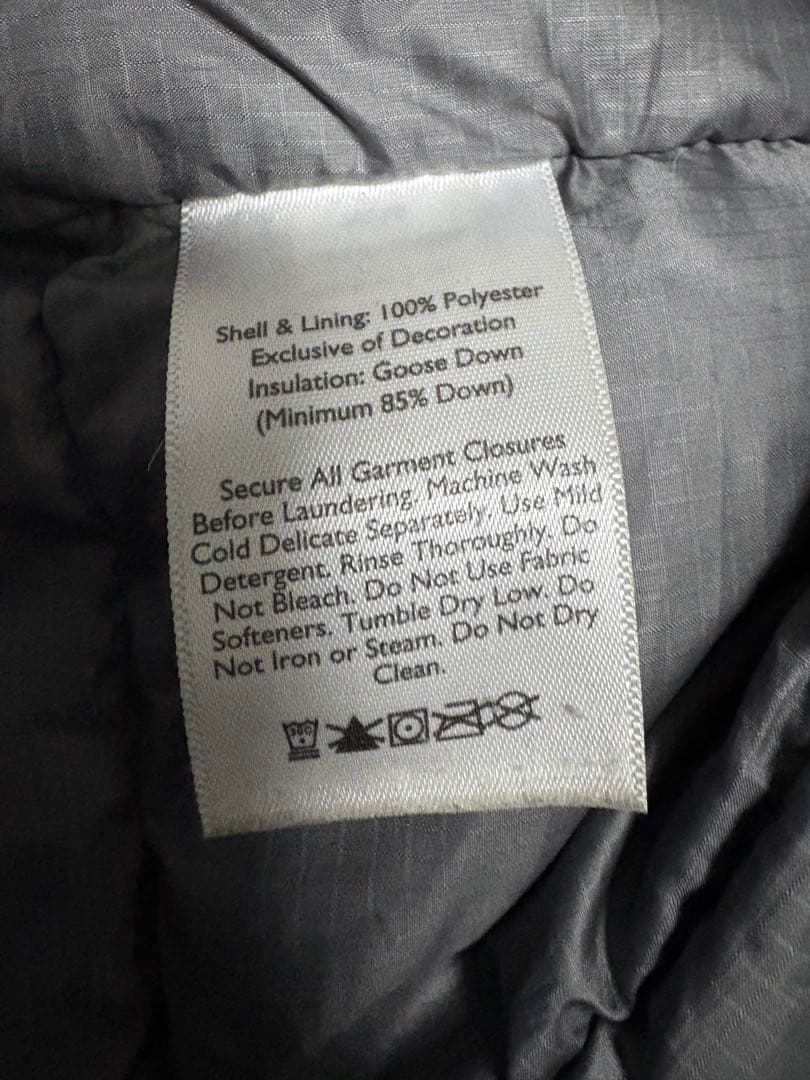 Shell & Lining: 100% Polyester
Exclusive of Decoration
Insulation: Goose Down
(Minimum 85% Down)
Secure All Garment Closures
Before Laundering. Machine Wash
Cold Delicate Separately. Use Mild
Detergent. Rinse Thoroughly. Do
Not Bleach. Do Not Use Fabric
Softeners. Tumble Dry Low. Do
Not Iron or Steam. Do Not Dry
Clean.
30C